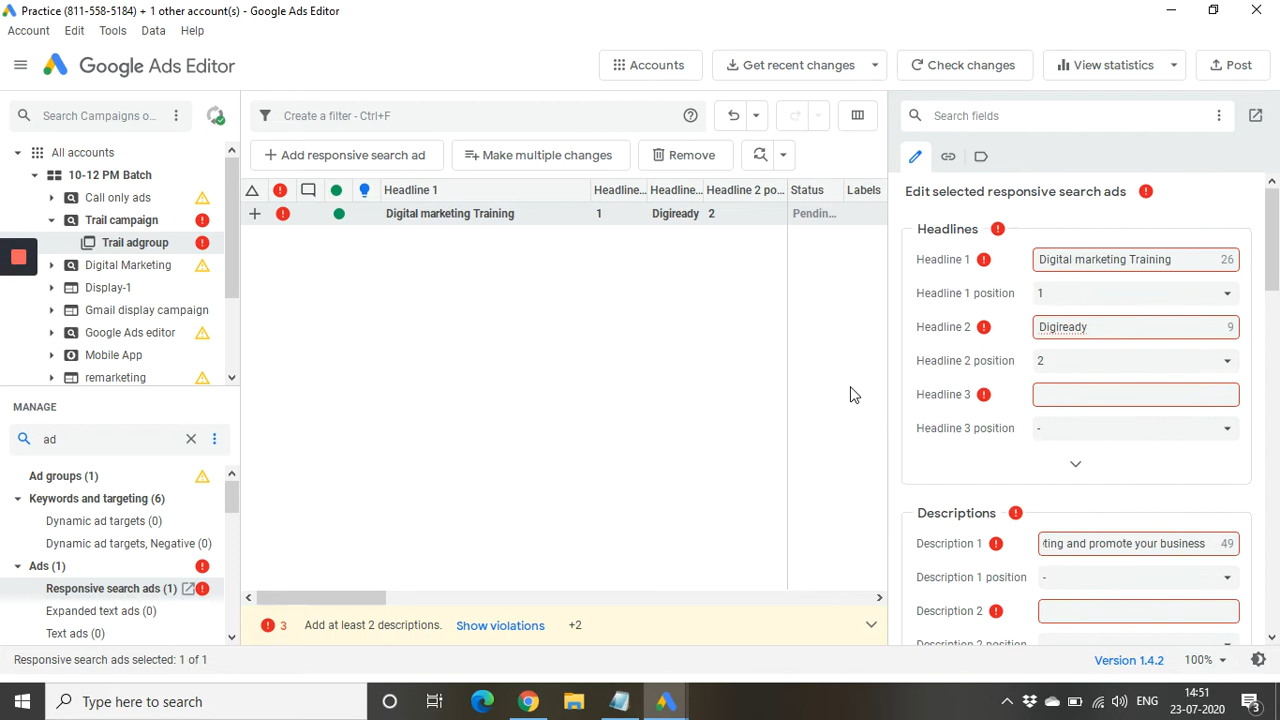 Practice (811-558-5184) + 1 other account(s) - Google Ads Editor
Account Edit Tools Data Help
Google Ads Editor
Accounts
Get recent changes
Check changes
View statistics
Post
Search Campaigns o...
Create a filter - Ctrl+F
Search fields
All accounts
10-12 PM Batch
Call only ads
Trail campaign
Trail adgroup
Digital Marketing
Display-1
Gmail display campaign
Google Ads editor
Mobile App
remarketing
MANAGE
ad
Ad groups (1)
Keywords and targeting (6)
Dynamic ad targets (0)
Dynamic ad targets, Negative (0)
Ads (1)
Responsive search ads (1)
Expanded text ads (0)
Text ads (0)
Add responsive search ad
Make multiple changes
Remove
Headline 1 Headline... Headline... Headline 2 po... Status Labels
Digital marketing Training 1 Digiready 2 Pendin...
3 Add at least 2 descriptions. Show violations +2
Edit selected responsive search ads
Headlines
Headline 1 Digital marketing Training 26
Headline 1 position 1
Headline 2 Digiready 9
Headline 2 position 2
Headline 3
Headline 3 position -
Descriptions
Description 1 ting and promote your business 49
Description 1 position -
Description 2
Description 2 position
Responsive search ads selected: 1 of 1
Version 1.4.2 100%
Type here to search
ENG
14:51
23-07-2020
3